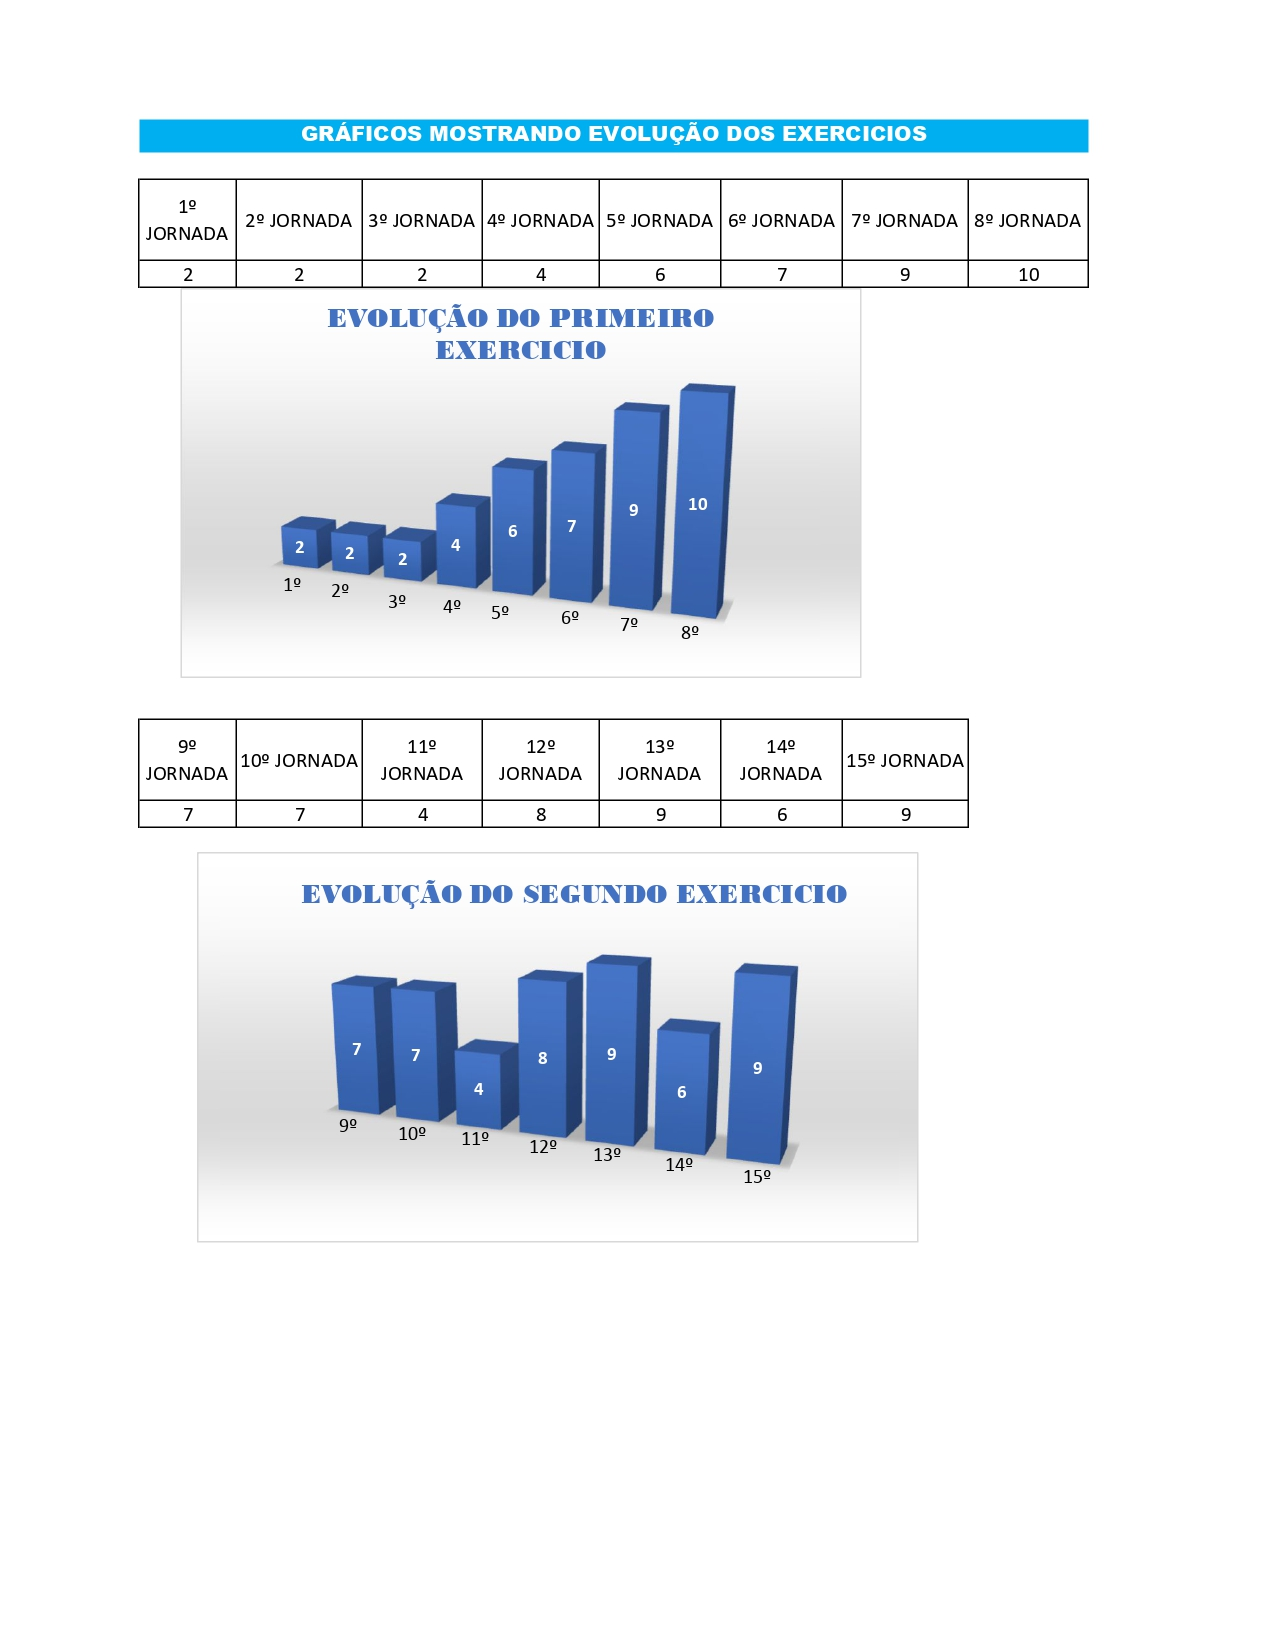 GRÁFICOS MOSTRANDO EVOLUÇÃO DOS EXERCICIOS
1º JORNADA 2º JORNADA 3º JORNADA 4º JORNADA 5º JORNADA 6º JORNADA 7º JORNADA 8º JORNADA
2 2 2 4 6 7 9 10
EVOLUÇÃO DO PRIMEIRO
EXERCICIO
2 2 2 4 6 7 9 10
1º 2º 3º 4º 5º 6º 7º 8º
9º JORNADA 10º JORNADA 11º JORNADA 12º JORNADA 13º JORNADA 14º JORNADA 15º JORNADA
7 7 4 8 9 6 9
EVOLUÇÃO DO SEGUNDO EXERCICIO
7 7 4 8 9 6 9
9º 10º 11º 12º 13º 14º 15º